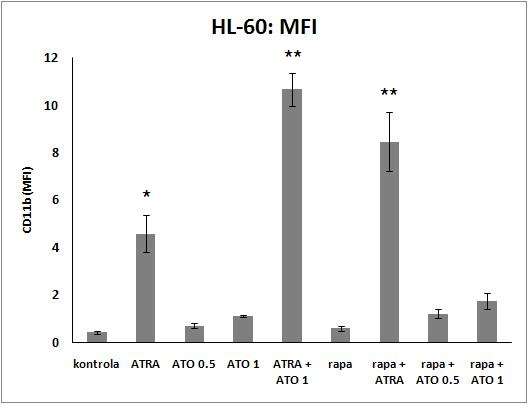 HL-60: MFI
12
10
8
6
4
2
0
CD11b (MFI)
*
**
**
kontrola
ATRA
ATO 0.5
ATO 1
ATRA +
ATO 1
rapa
rapa +
ATRA
rapa +
ATO 0.5
rapa +
ATO 1